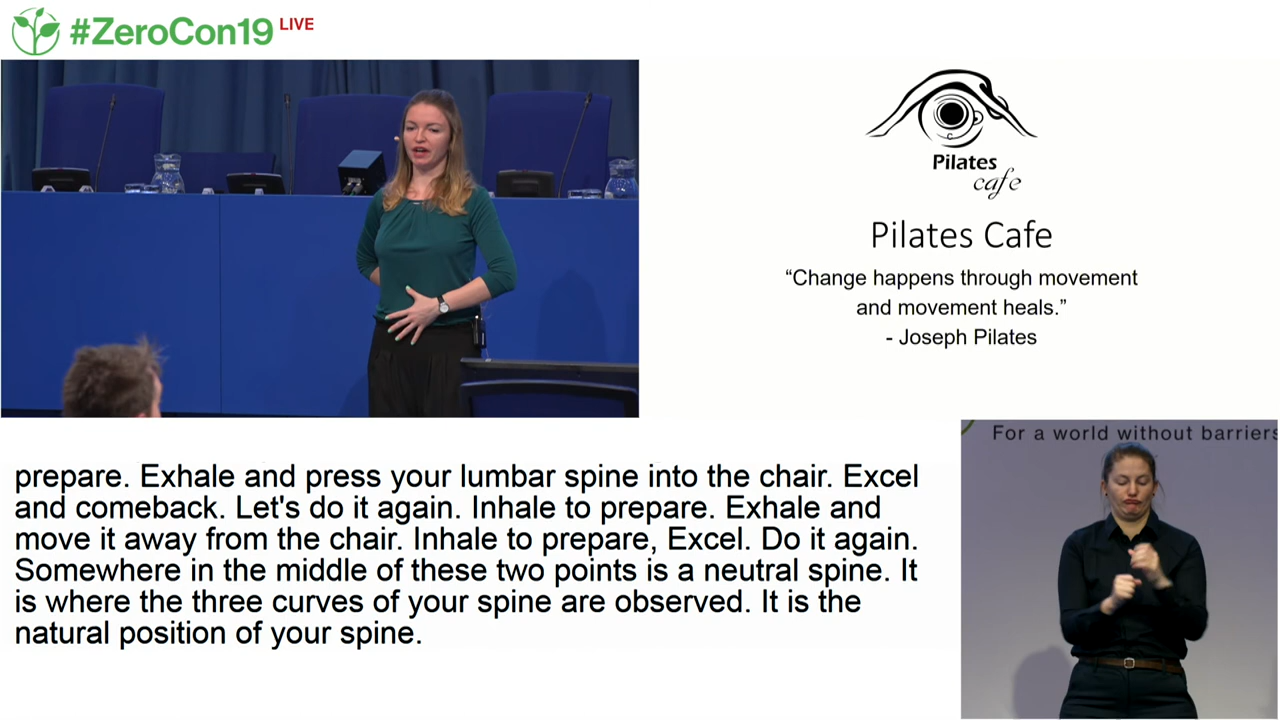 #ZeroCon19 LIVE
Pilates
cafe
Pilates Cafe
“Change happens through movement
and movement heals.”
- Joseph Pilates
For a world without barriers
prepare. Exhale and press your lumbar spine into the chair. Excel
and comeback. Let's do it again. Inhale to prepare. Exhale and
move it away from the chair. Inhale to prepare, Excel. Do it again.
Somewhere in the middle of these two points is a neutral spine. It
is where the three curves of your spine are observed. It is the
natural position of your spine.